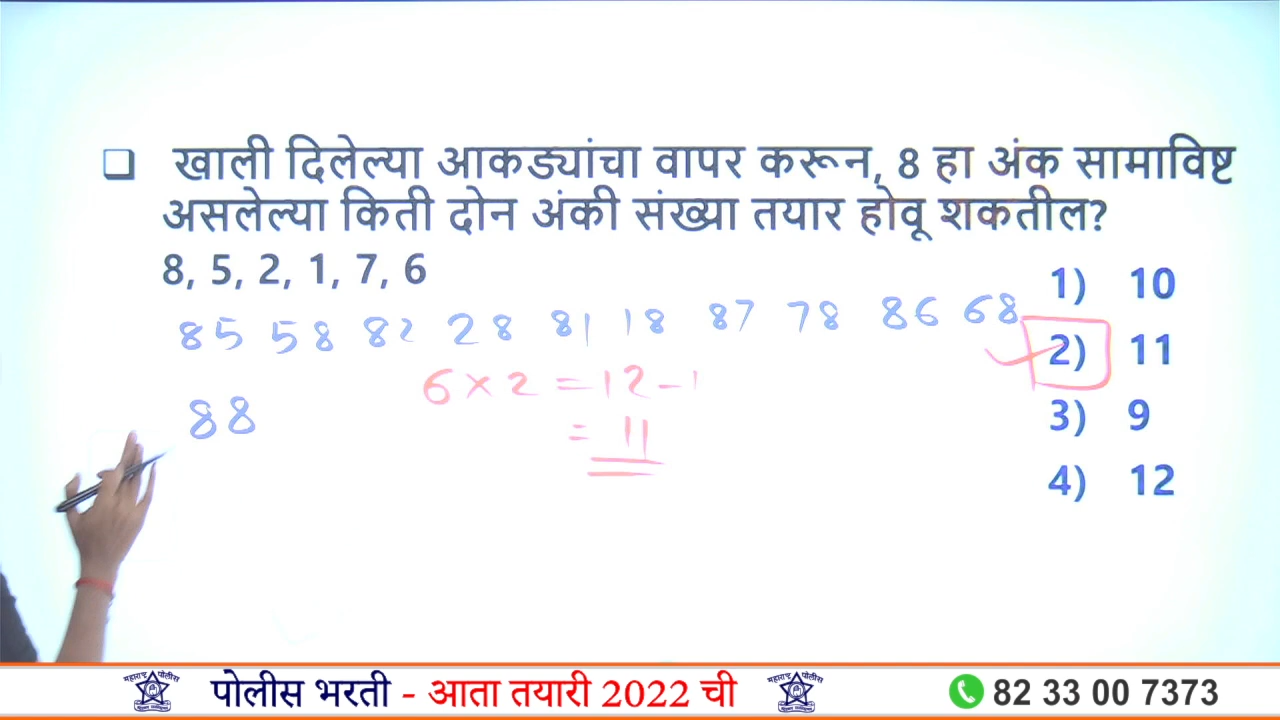 ❑ खाली दिलेल्या आकड्यांचा वापर करून, 8 हा अंक सामाविष्ट
असलेल्या किती दोन अंकी संख्या तयार होवू शकतील?
8, 5, 2, 1, 7, 6
1) 10
85 58 82 28 81 18 87 78 86 68
2) 11
6 × 2 = 12 - 1
= 11
88
3) 9
4) 12
महाराष्ट्र पोलीस
पोलीस भरती - आता तयारी 2022 ची
महाराष्ट्र पोलीस
82 33 00 7373